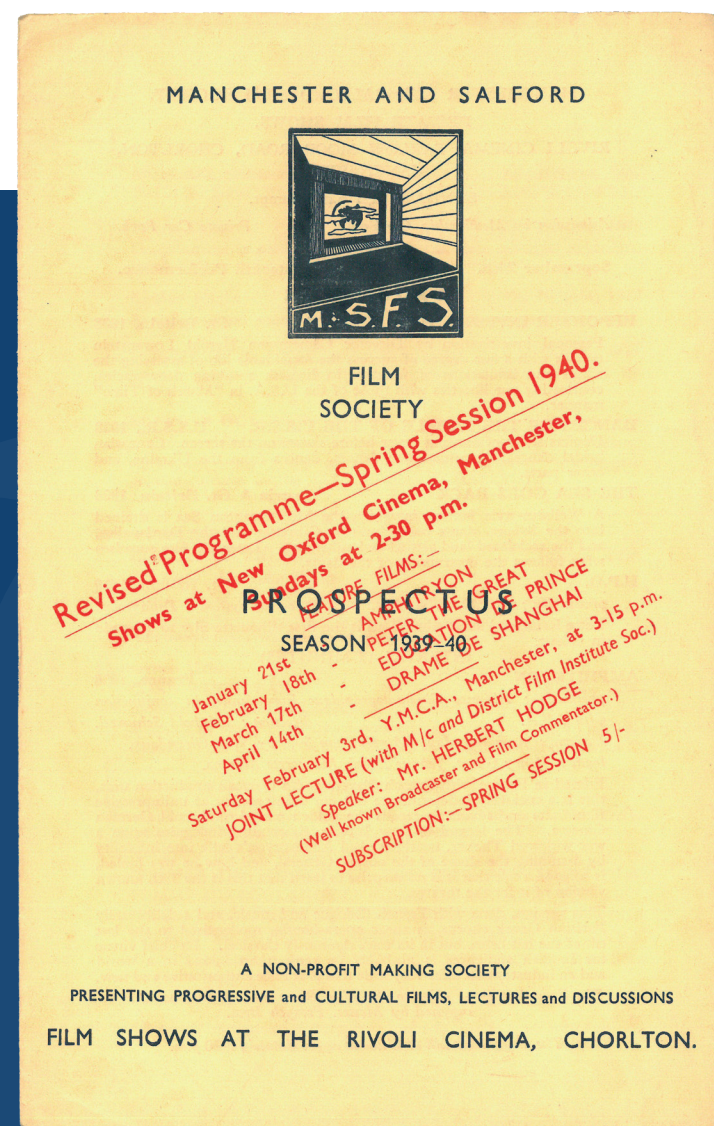 MANCHESTER AND SALFORD
M.·S.F.S.
FILM
SOCIETY
Revised Programme—Spring Session 1940.
Shows at New Oxford Cinema, Manchester,
Sundays at 2-30 p.m.
FEATURE FILMS:—
PROSPECTUS
SEASON 1939–40
January 21st - AMPHITRYON
February 18th - PETER THE GREAT
March 17th - EDUCATION DE PRINCE
April 14th - DRAME DE SHANGHAI
Saturday February 3rd, Y.M.C.A., Manchester, at 3-15 p.m.
JOINT LECTURE (with M/c and District Film Institute Soc.)
Speaker: Mr. HERBERT HODGE
(Well known Broadcaster and Film Commentator.)
SUBSCRIPTION:—SPRING SESSION 5/-
A NON-PROFIT MAKING SOCIETY
PRESENTING PROGRESSIVE and CULTURAL FILMS, LECTURES and DISCUSSIONS
FILM SHOWS AT THE RIVOLI CINEMA, CHORLTON.